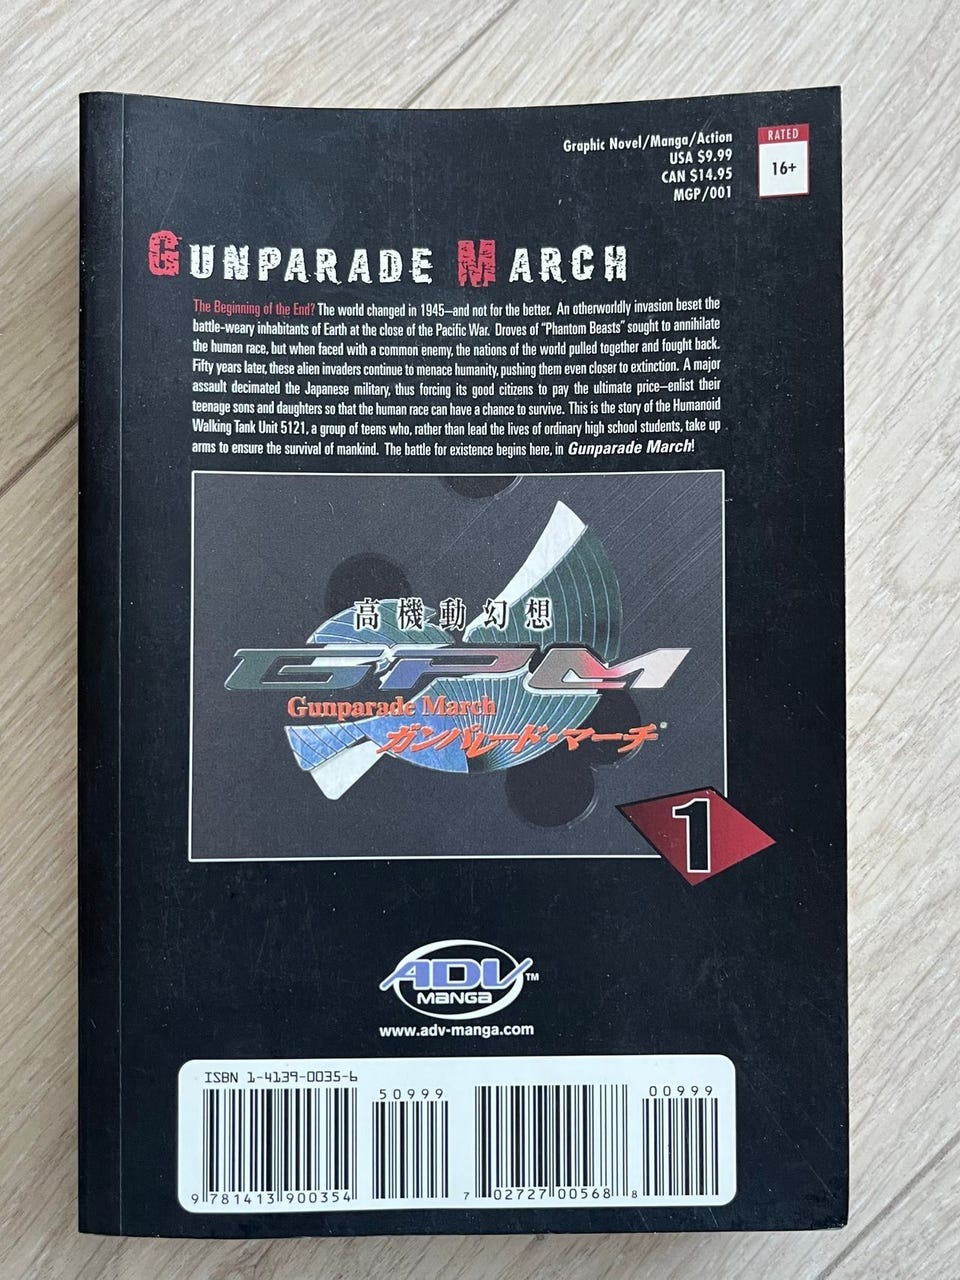 Graphic Novel/Manga/Action
USA $9.99
CAN $14.95
MGP/001
RATED
16+
GUNPARADE MARCH
The Beginning of the End? The world changed in 1945—and not for the better. An otherworldly invasion beset the
battle-weary inhabitants of Earth at the close of the Pacific War. Droves of "Phantom Beasts" sought to annihilate
the human race, but when faced with a common enemy, the nations of the world pulled together and fought back.
Fifty years later, these alien invaders continue to menace humanity, pushing them even closer to extinction. A major
assault decimated the Japanese military, thus forcing its good citizens to pay the ultimate price—enlist their
teenage sons and daughters so that the human race can have a chance to survive. This is the story of the Humanoid
Walking Tank Unit 5121, a group of teens who, rather than lead the lives of ordinary high school students, take up
arms to ensure the survival of mankind. The battle for existence begins here, in Gunparade March!
高機動幻想
GPM
Gunparade March
ガンパレード・マーチ
1
ADV™
MANGA
www.adv-manga.com
ISBN 1-4139-0035-6
50999
00999
9 781413 900354
7 02727 00568 8